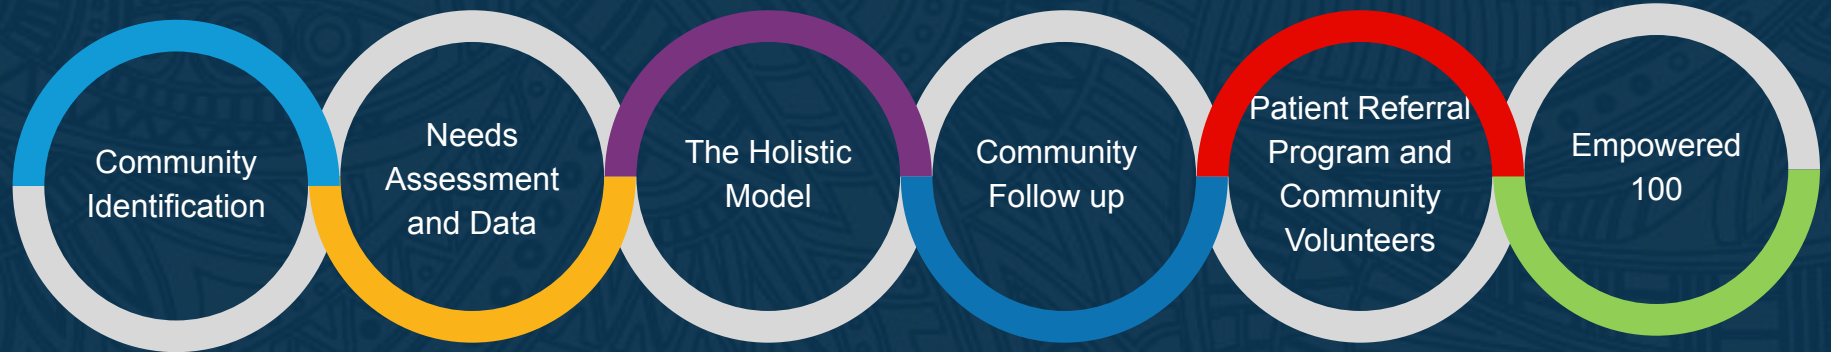 Community
Identification
Needs
Assessment
and Data
The Holistic
Model
Community
Follow up
Patient Referral
Program and
Community
Volunteers
Empowered
100